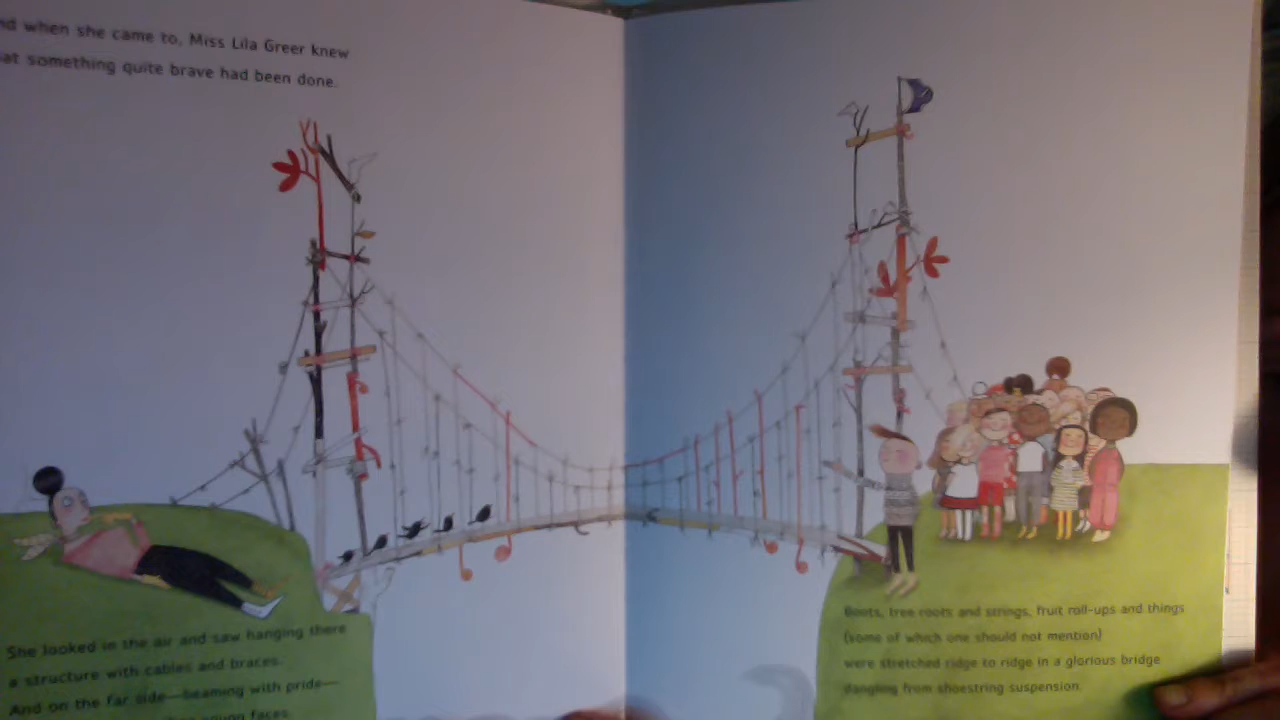 nd when she came to, Miss Lila Greer knew
at something quite brave had been done.
She looked in the air and saw hanging there
a structure with cables and braces.
And on the far side—beaming with pride—
young faces.
Boots, tree roots and strings, fruit roll-ups and things
(some of which one should not mention)
were stretched ridge to ridge in a glorious bridge
dangling from shoestring suspension.